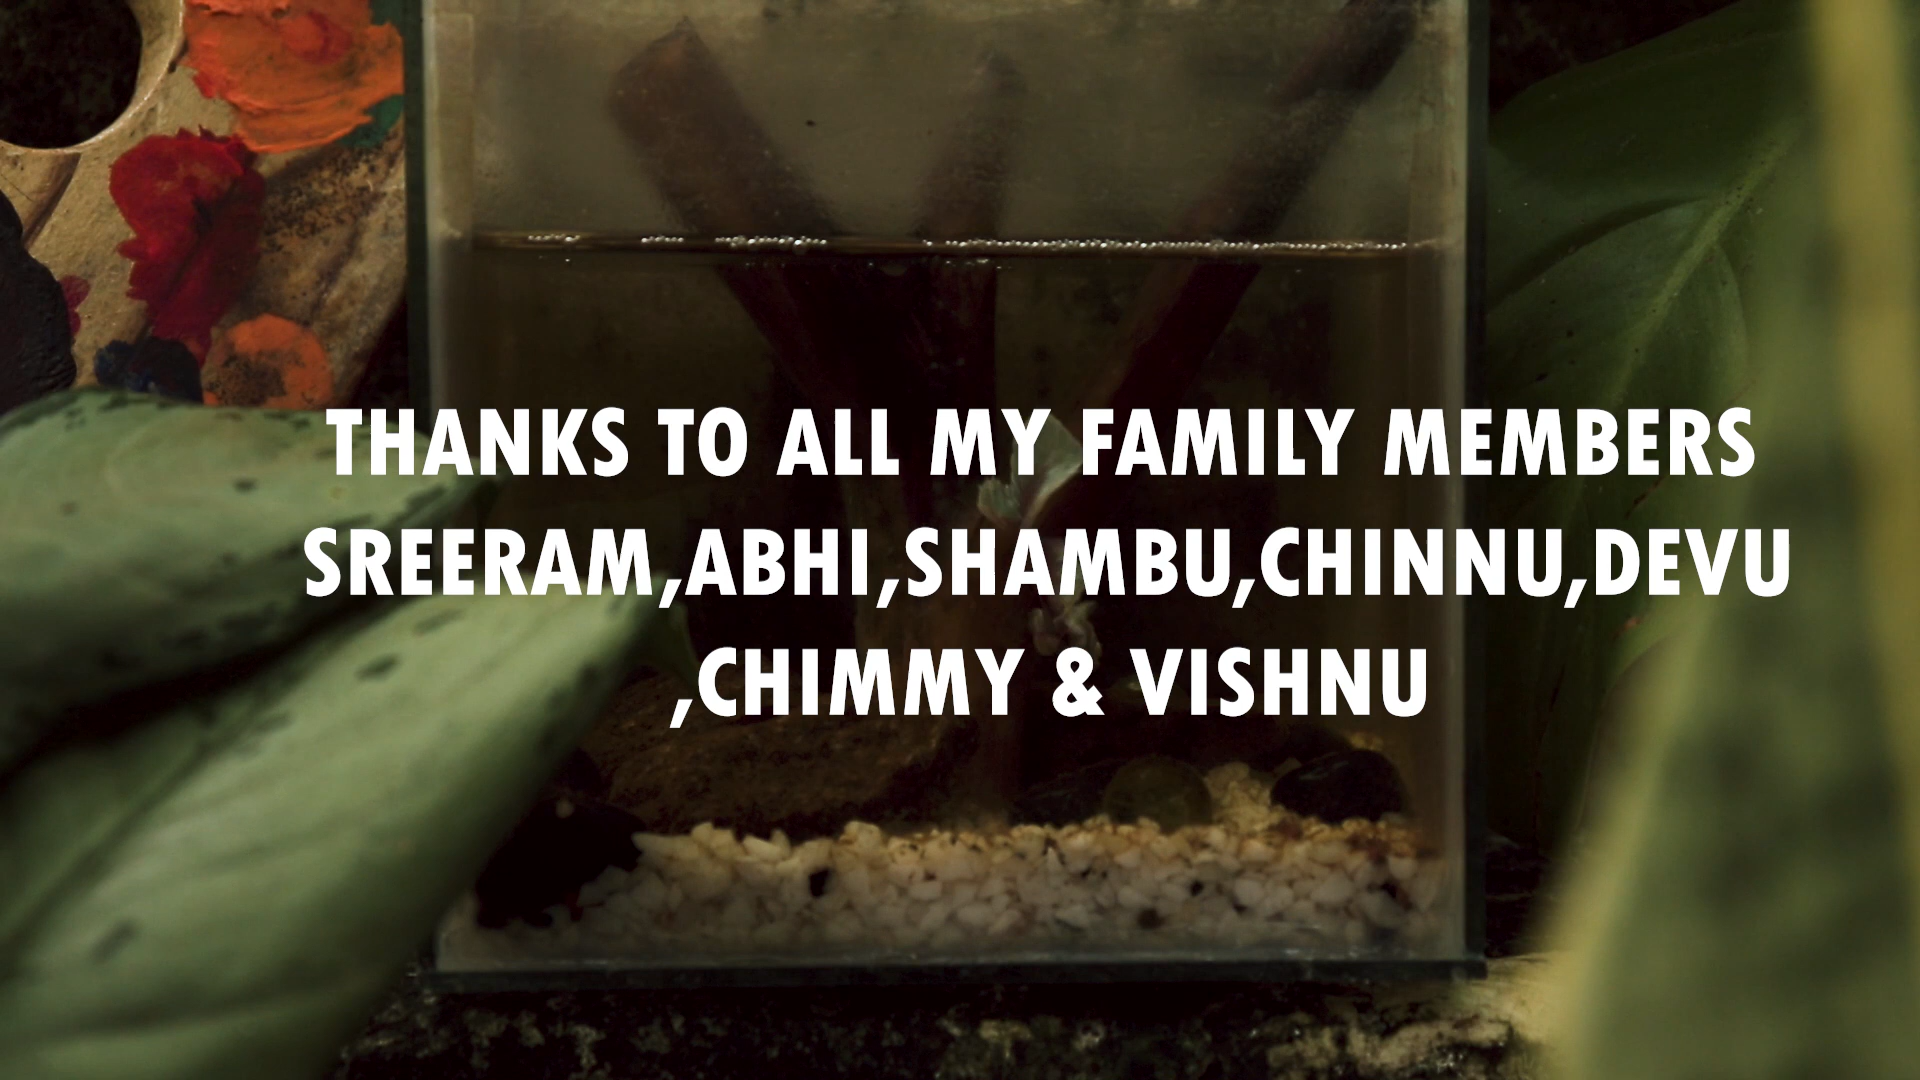 THANKS TO ALL MY FAMILY MEMBERS
SREERAM,ABHI,SHAMBU,CHINNU,DEVU
,CHIMMY & VISHNU